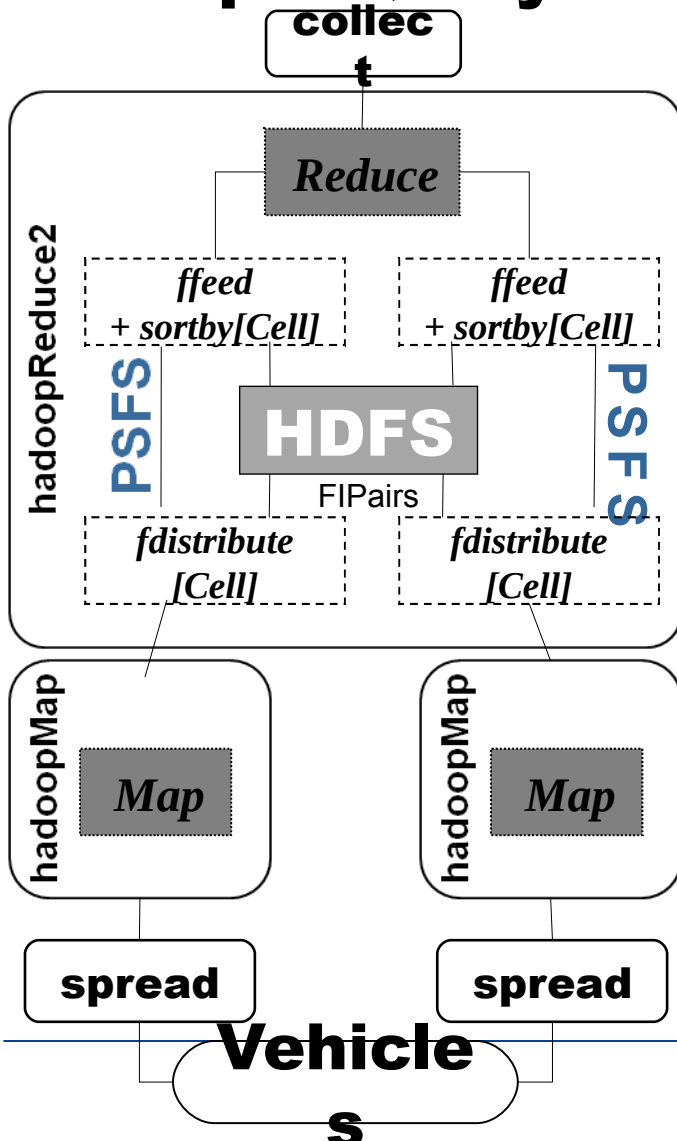 collec
t
Reduce
hadoopReduce2
ffeed
+ sortby[Cell]
ffeed
+ sortby[Cell]
PSFS
HDFS
PSFS
FIPairs
fdistribute
[Cell]
fdistribute
[Cell]
hadoopMap
Map
hadoopMap
Map
spread
spread
Vehicle
s